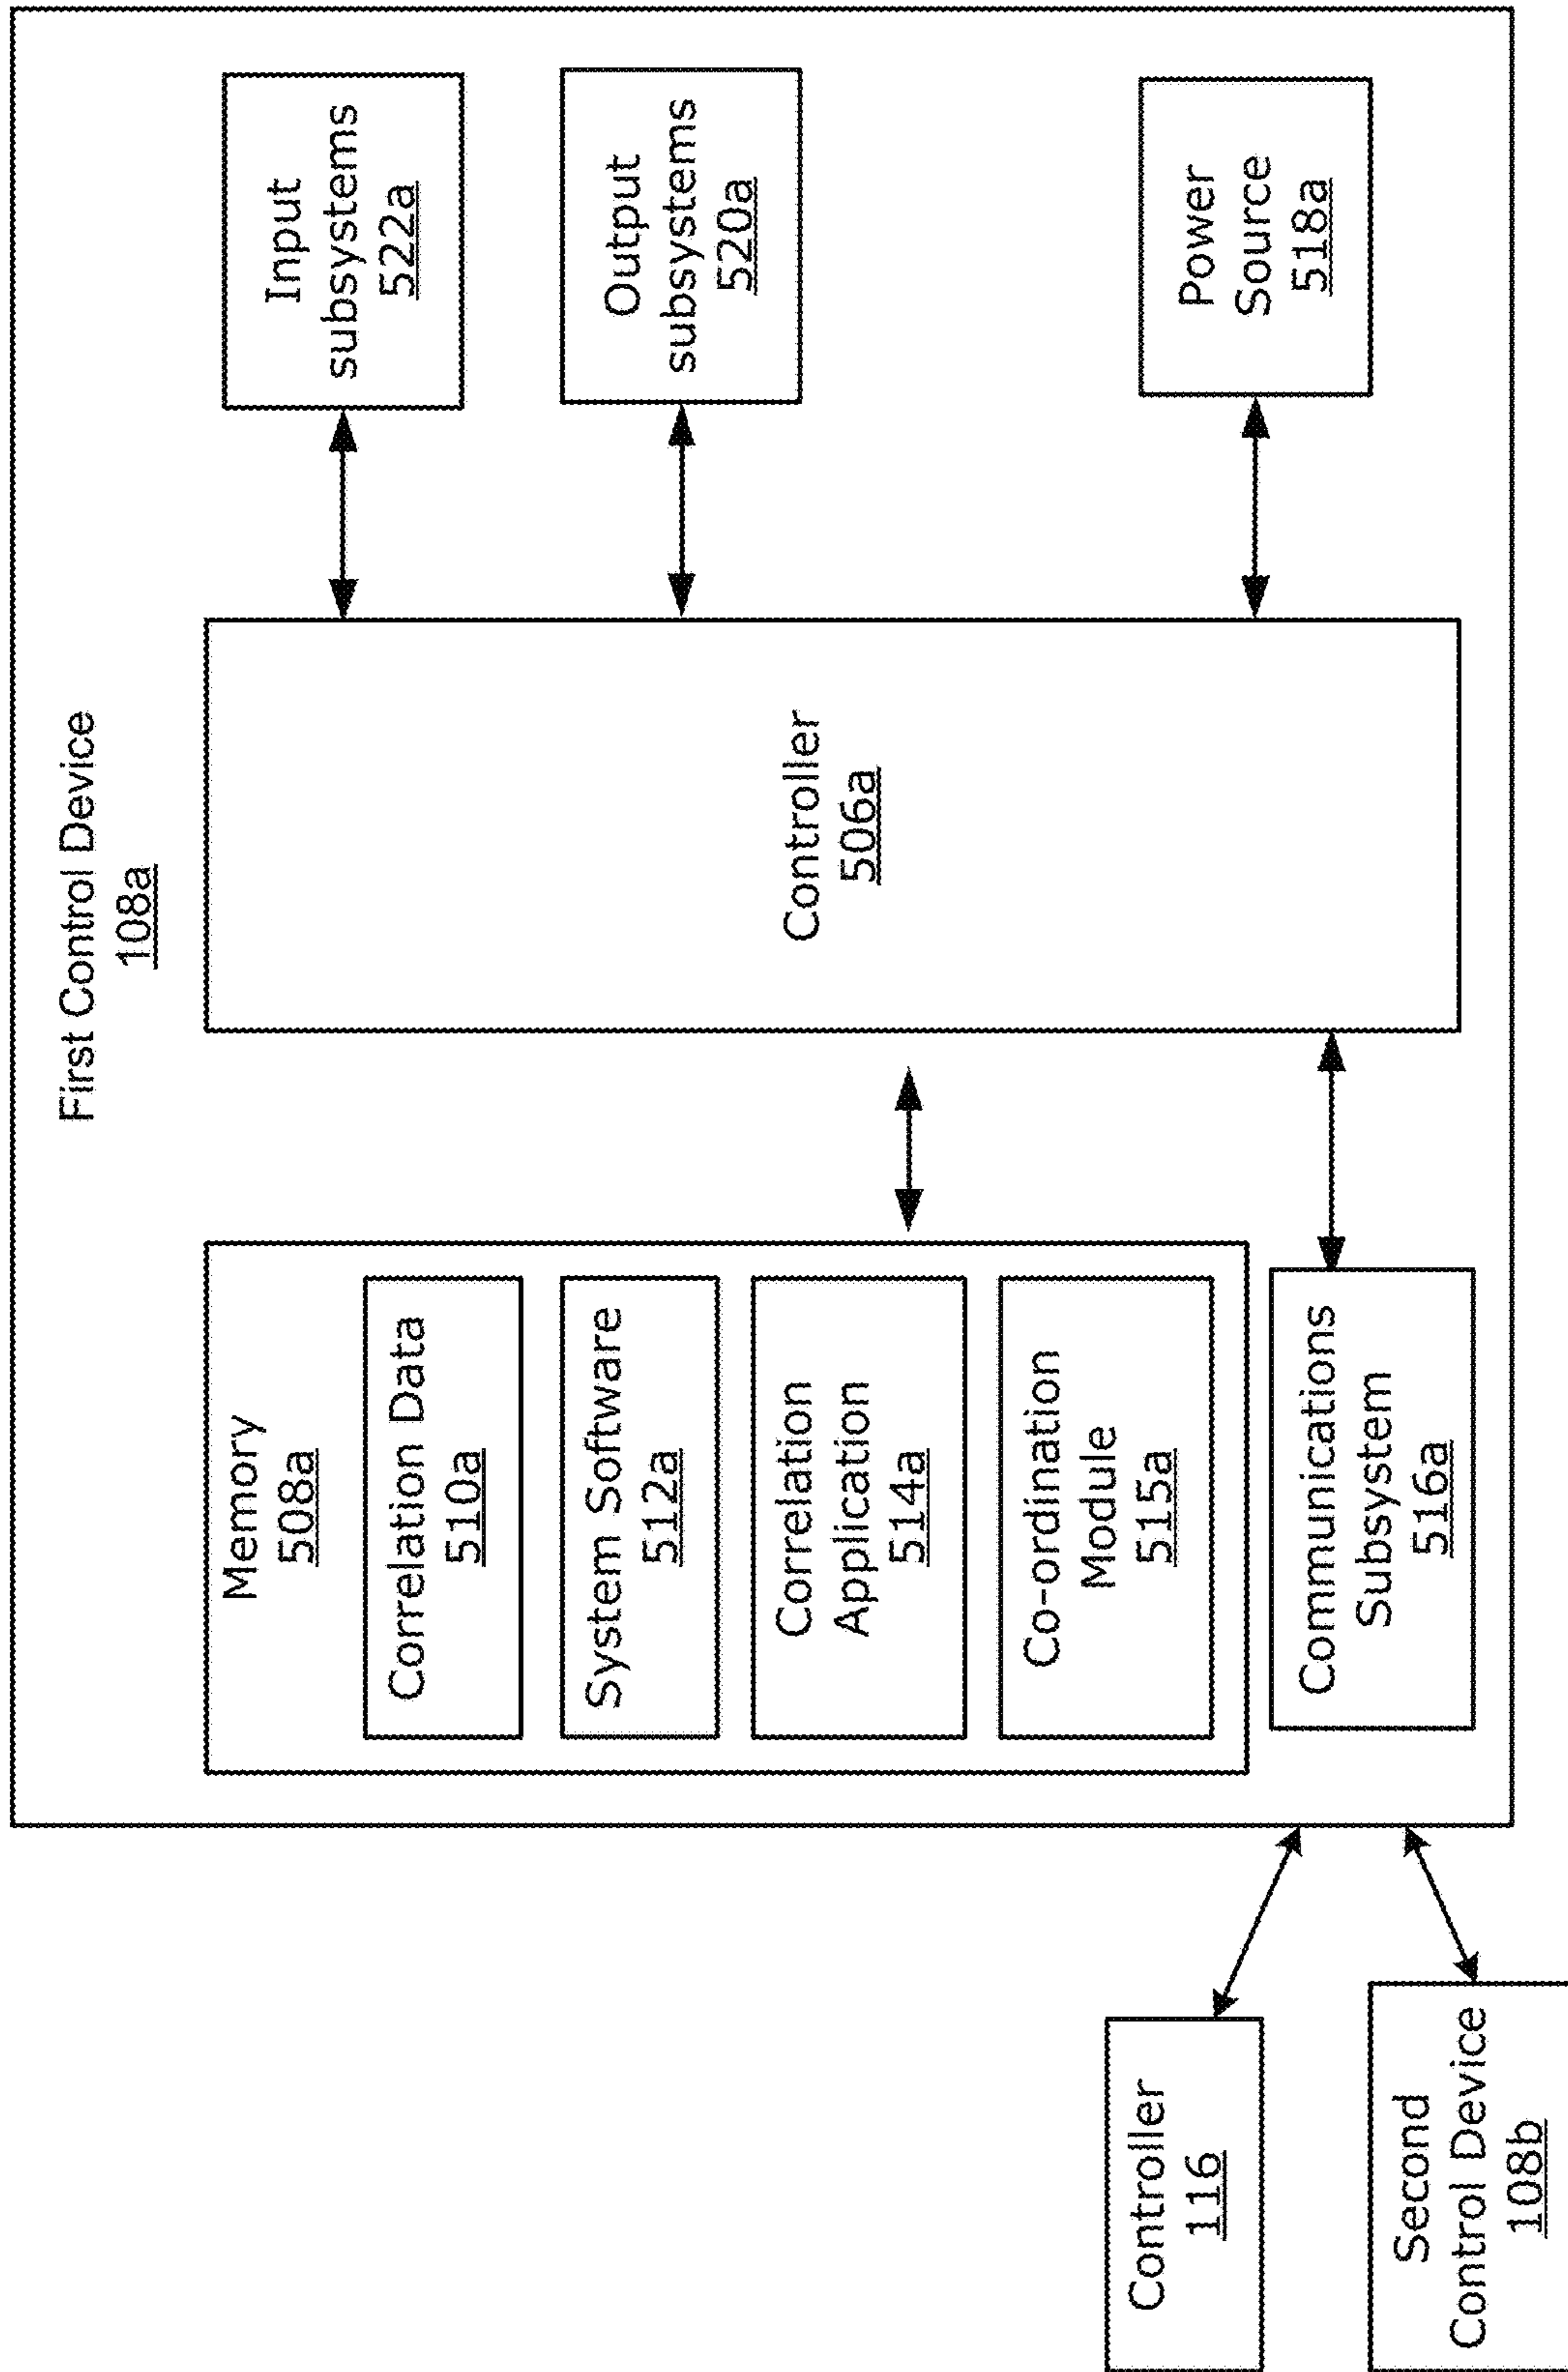 First Control Device
108a
Memory
508a
Correlation Data
510a
System Software
512a
Correlation
Application
514a
Co-ordination
Module
515a
Communications
Subsystem
516a
Controller
506a
Input
subsystems
522a
Output
subsystems
520a
Power
Source
518a
Controller
116
Second
Control Device
108b